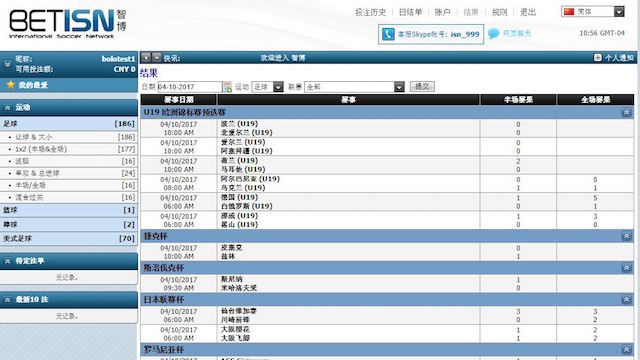 BETISN 智博
International Soccer Network
投注历史 | 日结单 | 账户 | 结果 | 规则 | 退出
简体
客服Skype帐号: isn_999
网页聊天
10:56 GMT-04
昵称: bolotest1
可用投注额: CNY 0
快讯: 欢迎进入 智博
个人通知
我的最爱
运动
足球 [186]
让球 & 大小 [186]
1x2 (半场&全场) [177]
波胆 [16]
单双 & 总进球 [24]
半场/全场 [16]
混合过关 [16]
篮球 [1]
棒球 [2]
美式足球 [70]
待定注单
无记录.
最新10 注
无记录.
结果
日期 04-10-2017 运动 足球 联赛 全部 提交
赛事日期 赛事 半场赛果 全场赛果
U19 欧洲锦标赛预选赛
04/10/2017 波兰 (U19) 0
10:00 AM 北爱尔兰 (U19) 0
04/10/2017 爱尔兰 (U19) 0
10:00 AM 阿塞拜疆 (U19) 0
04/10/2017 荷兰 (U19) 2
10:00 AM 马耳他 (U19) 0
04/10/2017 阿尔巴尼亚 (U19) 0 0
08:00 AM 乌克兰 (U19) 1 1
04/10/2017 德国 (U19) 1 5
06:00 AM 白俄罗斯 (U19) 0 1
04/10/2017 挪威 (U19) 1 3
06:00 AM (U19) 0 0
捷克杯
04/10/2017 皮塞克 0
10:00 AM 兹林 1
斯洛伐克杯
04/10/2017 斯尼纳 1
09:30 AM 米哈洛夫采 0
日本联赛杯
04/10/2017 仙台维加泰 3 3
06:00 AM 川崎前锋 0 2
04/10/2017 大阪樱花 1 2
06:00 AM 大阪飞脚 1 2
罗马尼亚杯
04/10/2017